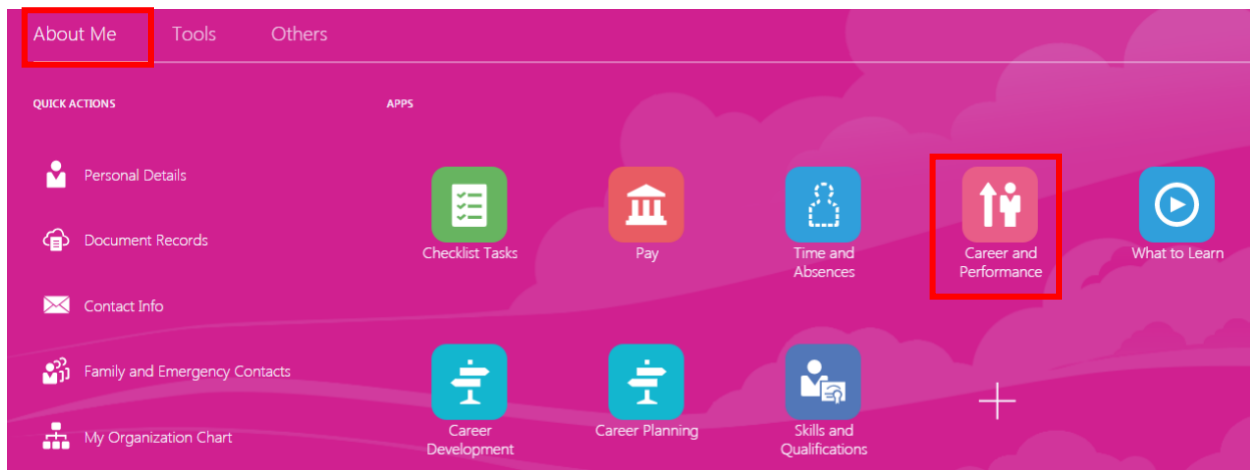 About Me
Tools
Others
QUICK ACTIONS
APPS
Personal Details
Document Records
Contact Info
Family and Emergency Contacts
My Organization Chart
Checklist Tasks
Pay
Time and
Absences
Career and
Performance
What to Learn
Career
Development
Career Planning
Skills and
Qualifications